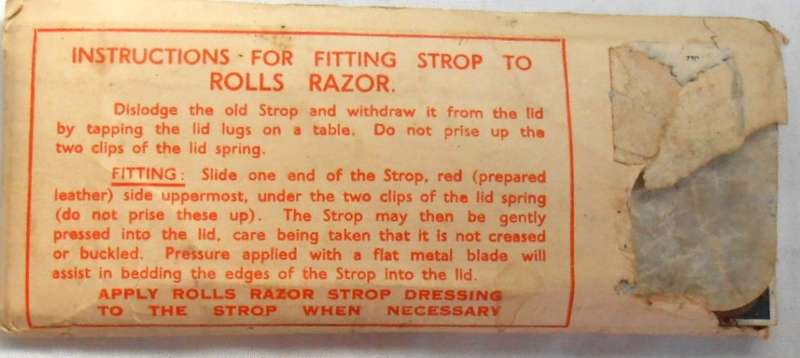 INSTRUCTIONS FOR FITTING STROP TO
ROLLS RAZOR.
Dislodge the old Strop and withdraw it from the lid
by tapping the lid lugs on a table. Do not prise up the
two clips of the lid spring.
FITTING: Slide one end of the Strop, red (prepared
leather) side uppermost, under the two clips of the lid spring
(do not prise these up). The Strop may then be gently
pressed into the lid, care being taken that it is not creased
or buckled. Pressure applied with a flat metal blade will
assist in bedding the edges of the Strop into the lid.
APPLY ROLLS RAZOR STROP DRESSING
TO THE STROP WHEN NECESSARY